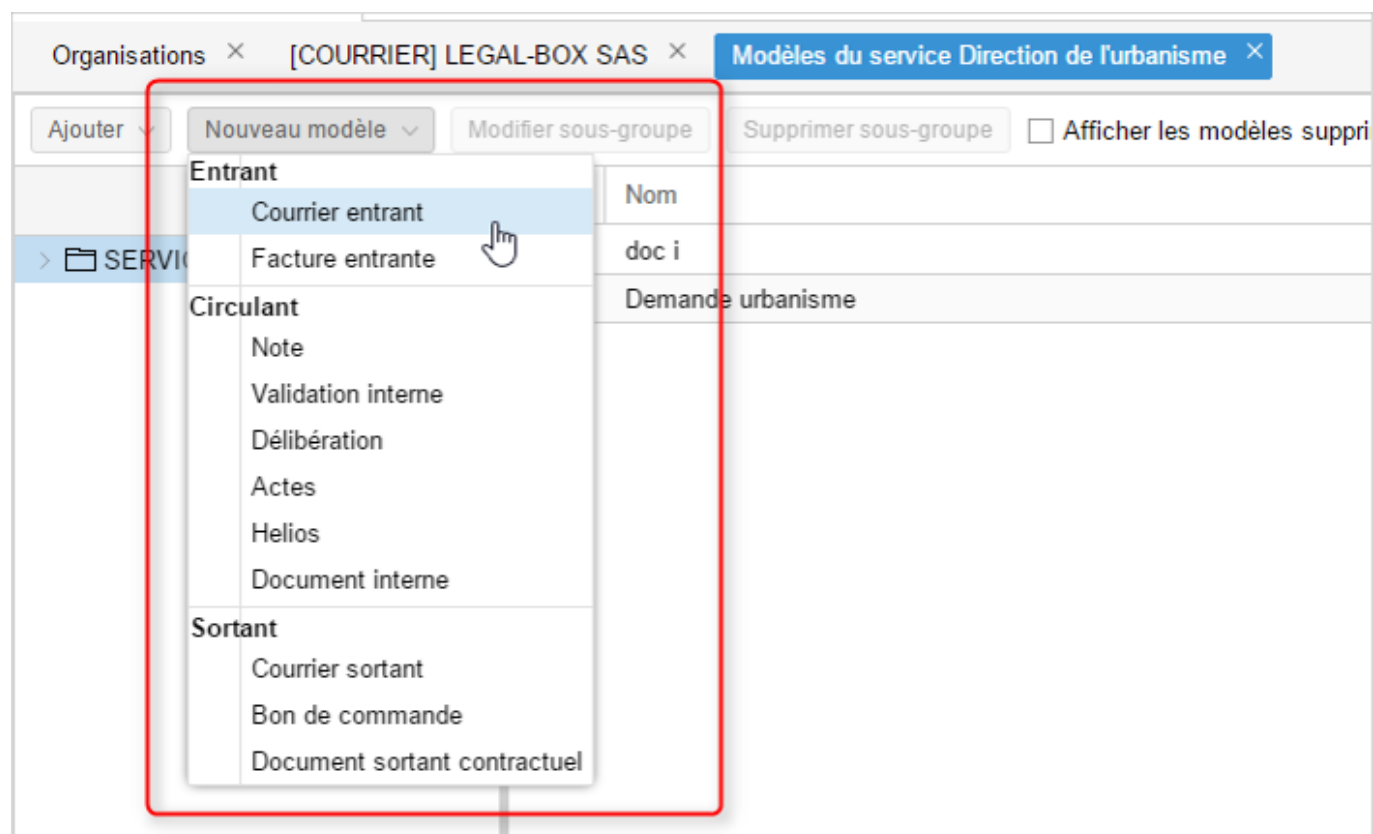 Organisations [COURRIER] LEGAL-BOX SAS Modèles du service Direction de l'urbanisme
Ajouter Nouveau modèle Modifier sous-groupe Supprimer sous-groupe Afficher les modèles suppri
Entrant
Nom
Courrier entrant
doc i
SERVIC
Facture entrante
Demande urbanisme
Circulant
Note
Validation interne
Délibération
Actes
Helios
Document interne
Sortant
Courrier sortant
Bon de commande
Document sortant contractuel